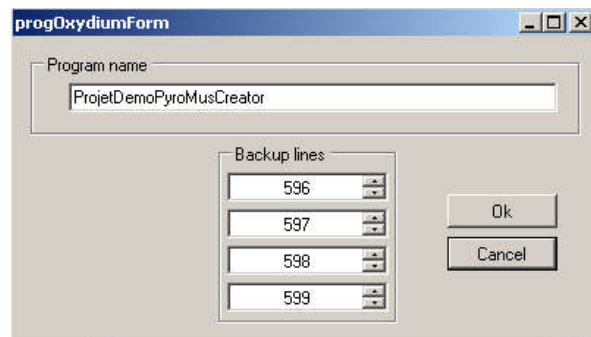 progOxydiumForm
Program name
ProjetDemoPyroMusCreator
Backup lines
596
597
598
599
Ok
Cancel